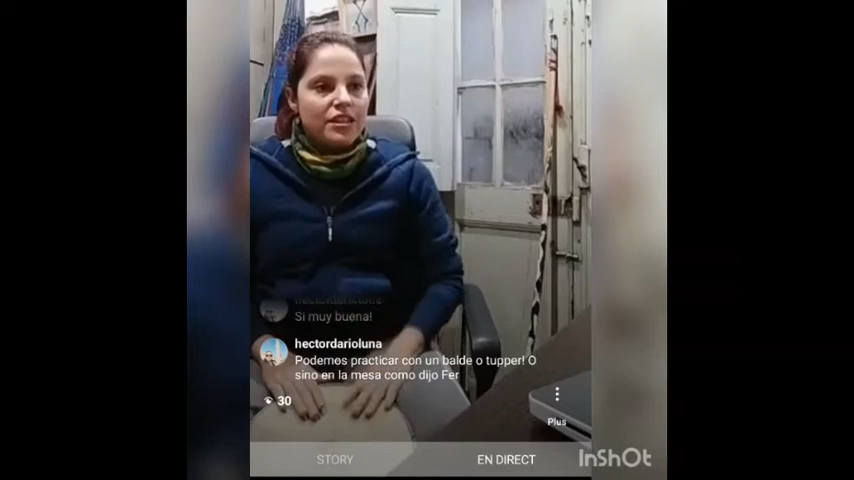 Si muy buena!
hectordarioluna
Podemos practicar con un balde o tupper! O
sino en la mesa como dijo Fer
30
Plus
STORY
EN DIRECT
InShOt